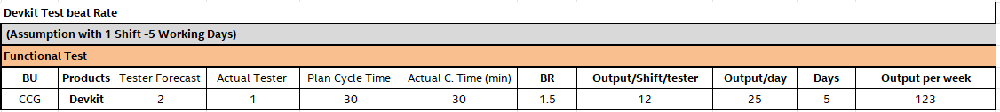 Devkit Test beat Rate
(Assumption with 1 Shift -5 Working Days)
Functional Test
BU Products Tester Forecast Actual Tester Plan Cycle Time Actual C. Time (min) BR Output/Shift/tester Output/day Days Output per week
CCG Devkit 2 1 30 30 1.5 12 25 5 123